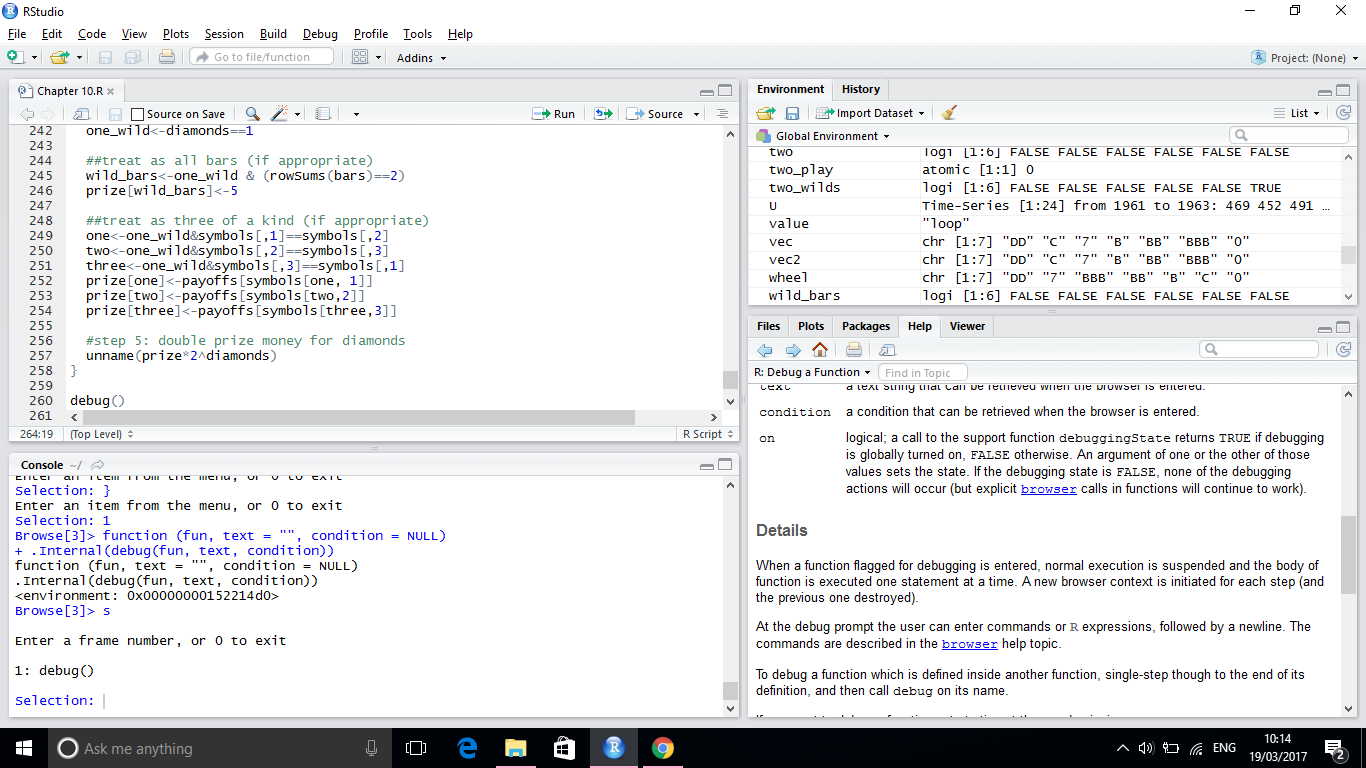 RStudio
File Edit Code View Plots Session Build Debug Profile Tools Help
Go to file/function Addins Project: (None)
Chapter 10.R
Source on Save Run Source
242 one_wild<-diamonds==1
243
244 ##treat as all bars (if appropriate)
245 wild_bars<-one_wild & (rowSums(bars)==2)
246 prize[wild_bars]<-5
247
248 ##treat as three of a kind (if appropriate)
249 one<-one_wild&symbols[,1]==symbols[,2]
250 two<-one_wild&symbols[,2]==symbols[,3]
251 three<-one_wild&symbols[,3]==symbols[,1]
252 prize[one]<-payoffs[symbols[one, 1]]
253 prize[two]<-payoffs[symbols[two,2]]
254 prize[three]<-payoffs[symbols[three,3]]
255
256 #step 5: double prize money for diamonds
257 unname(prize*2^diamonds)
258 }
259
260 debug()
261
264:19 (Top Level) R Script
Console ~/
Enter an item from the menu, or 0 to exit
Selection: }
Enter an item from the menu, or 0 to exit
Selection: 1
Browse[3]> function (fun, text = "", condition = NULL)
+ .Internal(debug(fun, text, condition))
function (fun, text = "", condition = NULL)
.Internal(debug(fun, text, condition))
<environment: 0x00000000152214d0>
Browse[3]> s
Enter a frame number, or 0 to exit
1: debug()
Selection:
Environment History
Import Dataset List
Global Environment
two logi [1:6] FALSE FALSE FALSE FALSE FALSE FALSE
two_play atomic [1:1] 0
two_wilds logi [1:6] FALSE FALSE FALSE FALSE FALSE TRUE
U Time-Series [1:24] from 1961 to 1963: 469 452 491 …
value "loop"
vec chr [1:7] "DD" "C" "7" "B" "BB" "BBB" "0"
vec2 chr [1:7] "DD" "C" "7" "B" "BB" "BBB" "0"
wheel chr [1:7] "DD" "7" "BBB" "BB" "B" "C" "0"
wild_bars logi [1:6] FALSE FALSE FALSE FALSE FALSE FALSE
Files Plots Packages Help Viewer
R: Debug a Function Find in Topic
text a text string that can be retrieved when the browser is entered.
condition a condition that can be retrieved when the browser is entered.
on logical; a call to the support function debuggingState returns TRUE if debugging
is globally turned on, FALSE otherwise. An argument of one or the other of those
values sets the state. If the debugging state is FALSE, none of the debugging
actions will occur (but explicit browser calls in functions will continue to work).
Details
When a function flagged for debugging is entered, normal execution is suspended and the body of
function is executed one statement at a time. A new browser context is initiated for each step (and
the previous one destroyed).
At the debug prompt the user can enter commands or R expressions, followed by a newline. The
commands are described in the browser help topic.
To debug a function which is defined inside another function, single-step though to the end of its
definition, and then call debug on its name.
Ask me anything
ENG
10:14
19/03/2017
2